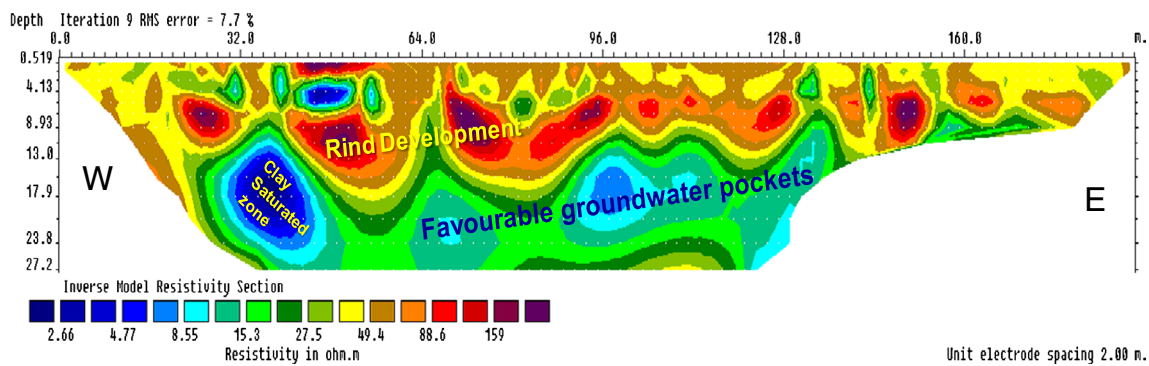 Depth Iteration 9 RMS error = 7.7 %
0.0 32.0 64.0 96.0 128.0 160.0 m.
0.519
4.13
8.93
13.0
17.9
23.8
27.2
Rind Development
W
Clay
Saturated
zone
Favourable groundwater pockets
E
Inverse Model Resistivity Section
2.66 4.77 8.55 15.3 27.5 49.4 88.6 159
Resistivity in ohm.m
Unit electrode spacing 2.00 m.